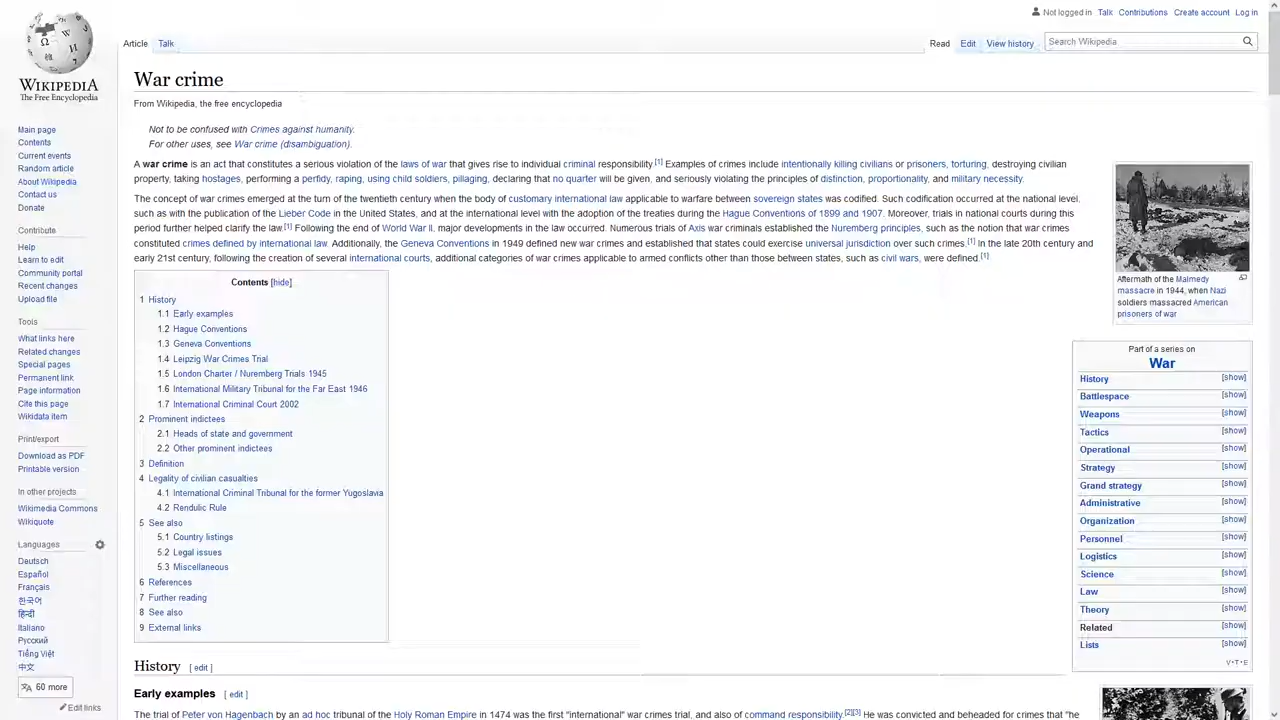 Not logged in Talk Contributions Create account Log in
Article Talk Read Edit View history Search Wikipedia
WIKIPEDIA
The Free Encyclopedia
Main page
Contents
Current events
Random article
About Wikipedia
Contact us
Donate
Contribute
Help
Learn to edit
Community portal
Recent changes
Upload file
Tools
What links here
Related changes
Special pages
Permanent link
Page information
Cite this page
Wikidata item
Print/export
Download as PDF
Printable version
In other projects
Wikimedia Commons
Wikiquote
Languages
Deutsch
Español
Français
한국어
हिन्दी
Italiano
Русский
Tiếng Việt
中文
60 more
Edit links
War crime
From Wikipedia, the free encyclopedia
Not to be confused with Crimes against humanity.
For other uses, see War crime (disambiguation).
A war crime is an act that constitutes a serious violation of the laws of war that gives rise to individual criminal responsibility.[1] Examples of crimes include intentionally killing civilians or prisoners, torturing, destroying civilian
property, taking hostages, performing a perfidy, raping, using child soldiers, pillaging, declaring that no quarter will be given, and seriously violating the principles of distinction, proportionality, and military necessity.
The concept of war crimes emerged at the turn of the twentieth century when the body of customary international law applicable to warfare between sovereign states was codified. Such codification occurred at the national level,
such as with the publication of the Lieber Code in the United States, and at the international level with the adoption of the treaties during the Hague Conventions of 1899 and 1907. Moreover, trials in national courts during this
period further helped clarify the law.[1] Following the end of World War II, major developments in the law occurred. Numerous trials of Axis war criminals established the Nuremberg principles, such as the notion that war crimes
constituted crimes defined by international law. Additionally, the Geneva Conventions in 1949 defined new war crimes and established that states could exercise universal jurisdiction over such crimes.[1] In the late 20th century and
early 21st century, following the creation of several international courts, additional categories of war crimes applicable to armed conflicts other than those between states, such as civil wars, were defined.[1]
Contents [hide]
1 History
1.1 Early examples
1.2 Hague Conventions
1.3 Geneva Conventions
1.4 Leipzig War Crimes Trial
1.5 London Charter / Nuremberg Trials 1945
1.6 International Military Tribunal for the Far East 1946
1.7 International Criminal Court 2002
2 Prominent indictees
2.1 Heads of state and government
2.2 Other prominent indictees
3 Definition
4 Legality of civilian casualties
4.1 International Criminal Tribunal for the former Yugoslavia
4.2 Rendulic Rule
5 See also
5.1 Country listings
5.2 Legal issues
5.3 Miscellaneous
6 References
7 Further reading
8 See also
9 External links
Aftermath of the Malmedy
massacre in 1944, when Nazi
soldiers massacred American
prisoners of war
Part of a series on
War
History [show]
Battlespace [show]
Weapons [show]
Tactics [show]
Operational [show]
Strategy [show]
Grand strategy [show]
Administrative [show]
Organization [show]
Personnel [show]
Logistics [show]
Science [show]
Law [show]
Theory [show]
Related [show]
Lists [show]
V·T·E
History [ edit ]
Early examples [ edit ]
The trial of Peter von Hagenbach by an ad hoc tribunal of the Holy Roman Empire in 1474 was the first "international" war crimes trial, and also of command responsibility.[2][3] He was convicted and beheaded for crimes that "he